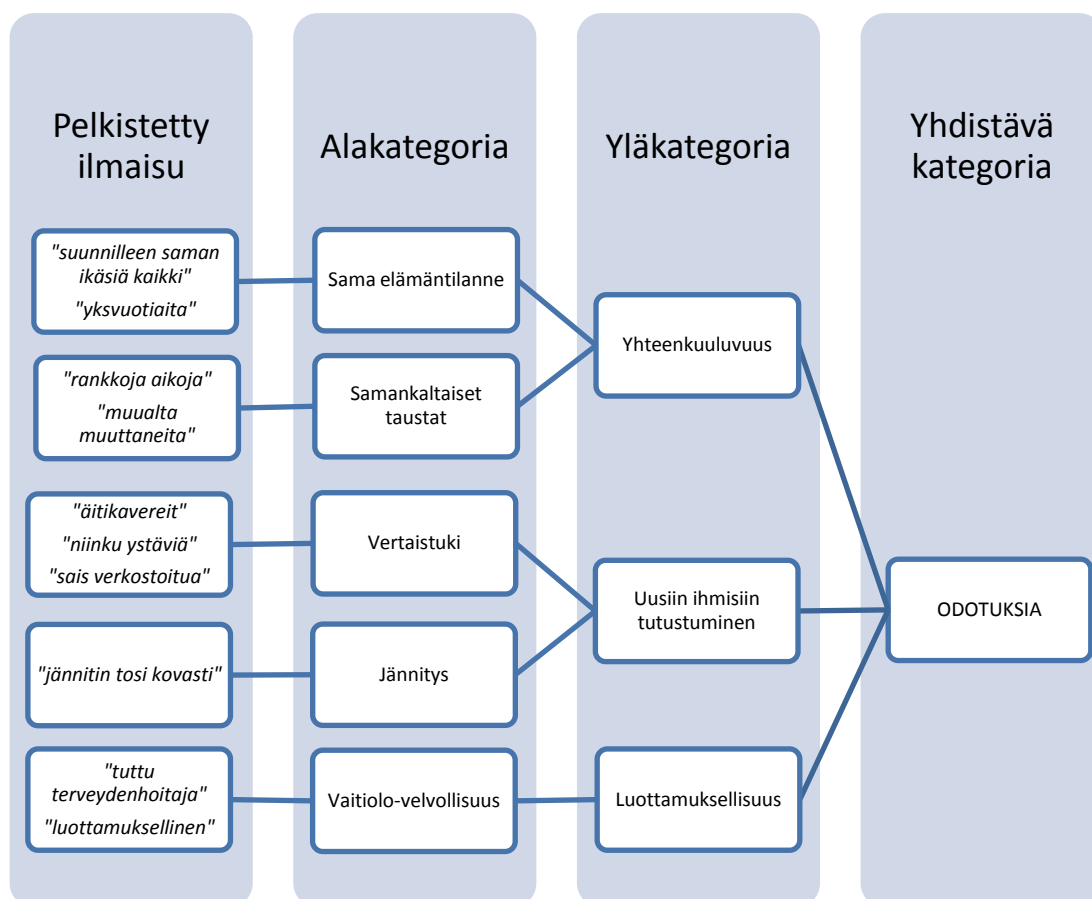 Pelkistetty
ilmaisu
Alakategoria
Yläkategoria
Yhdistävä
kategoria
"suunnilleen saman
ikäsiä kaikki"
"yksvuotiaita"
Sama elämäntilanne
"rankkoja aikoja"
"muualta
muuttaneita"
Samankaltaiset
taustat
Yhteenkuuluvuus
"äitikavereit"
"niinku ystäviä"
"sais verkostoitua"
Vertaistuki
"jännitin tosi kovasti"
Jännitys
Uusiin ihmisiin
tutustuminen
"tuttu
terveydenhoitaja"
"luottamuksellinen"
Vaitiolo-velvollisuus
Luottamuksellisuus
ODOTUKSIA